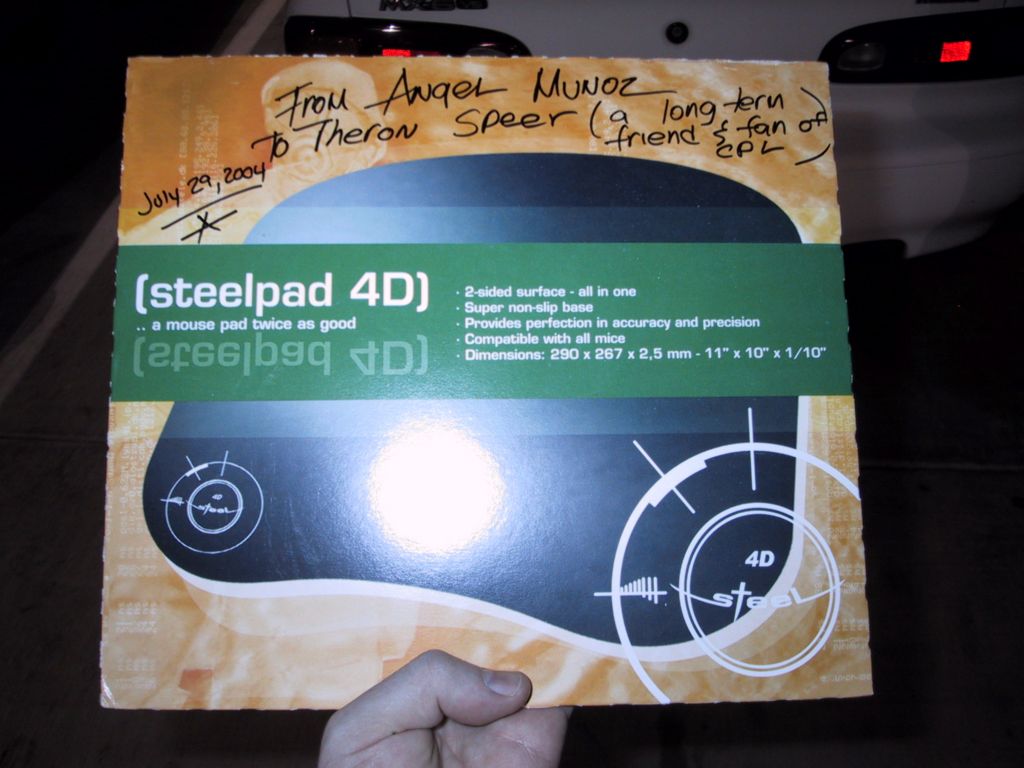 From Angel Munoz
To Theron Speer (a long term
friend & fan of
CPL)
July 29, 2004
(steelpad 4D)
.. a mouse pad twice as good
(steelpad 4D)
· 2-sided surface - all in one
· Super non-slip base
· Provides perfection in accuracy and precision
· Compatible with all mice
· Dimensions: 290 x 267 x 2,5 mm - 11" x 10" x 1/10"
4D
steel
4D
steel